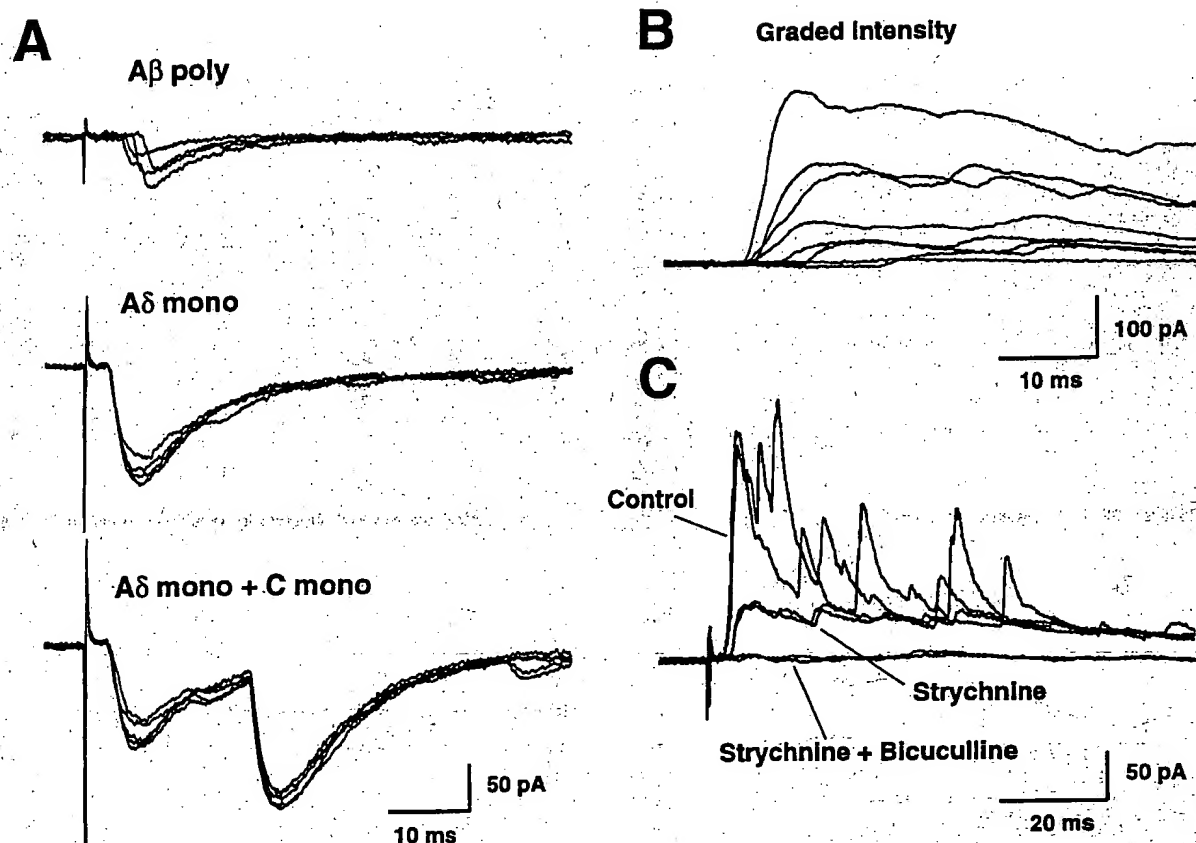 A
Aβ poly
Aδ mono
Aδ mono + C mono
50 pA
10 ms
B
Graded Intensity
100 pA
10 ms
C
Control
Strychnine
Strychnine + Bicuculline
50 pA
20 ms